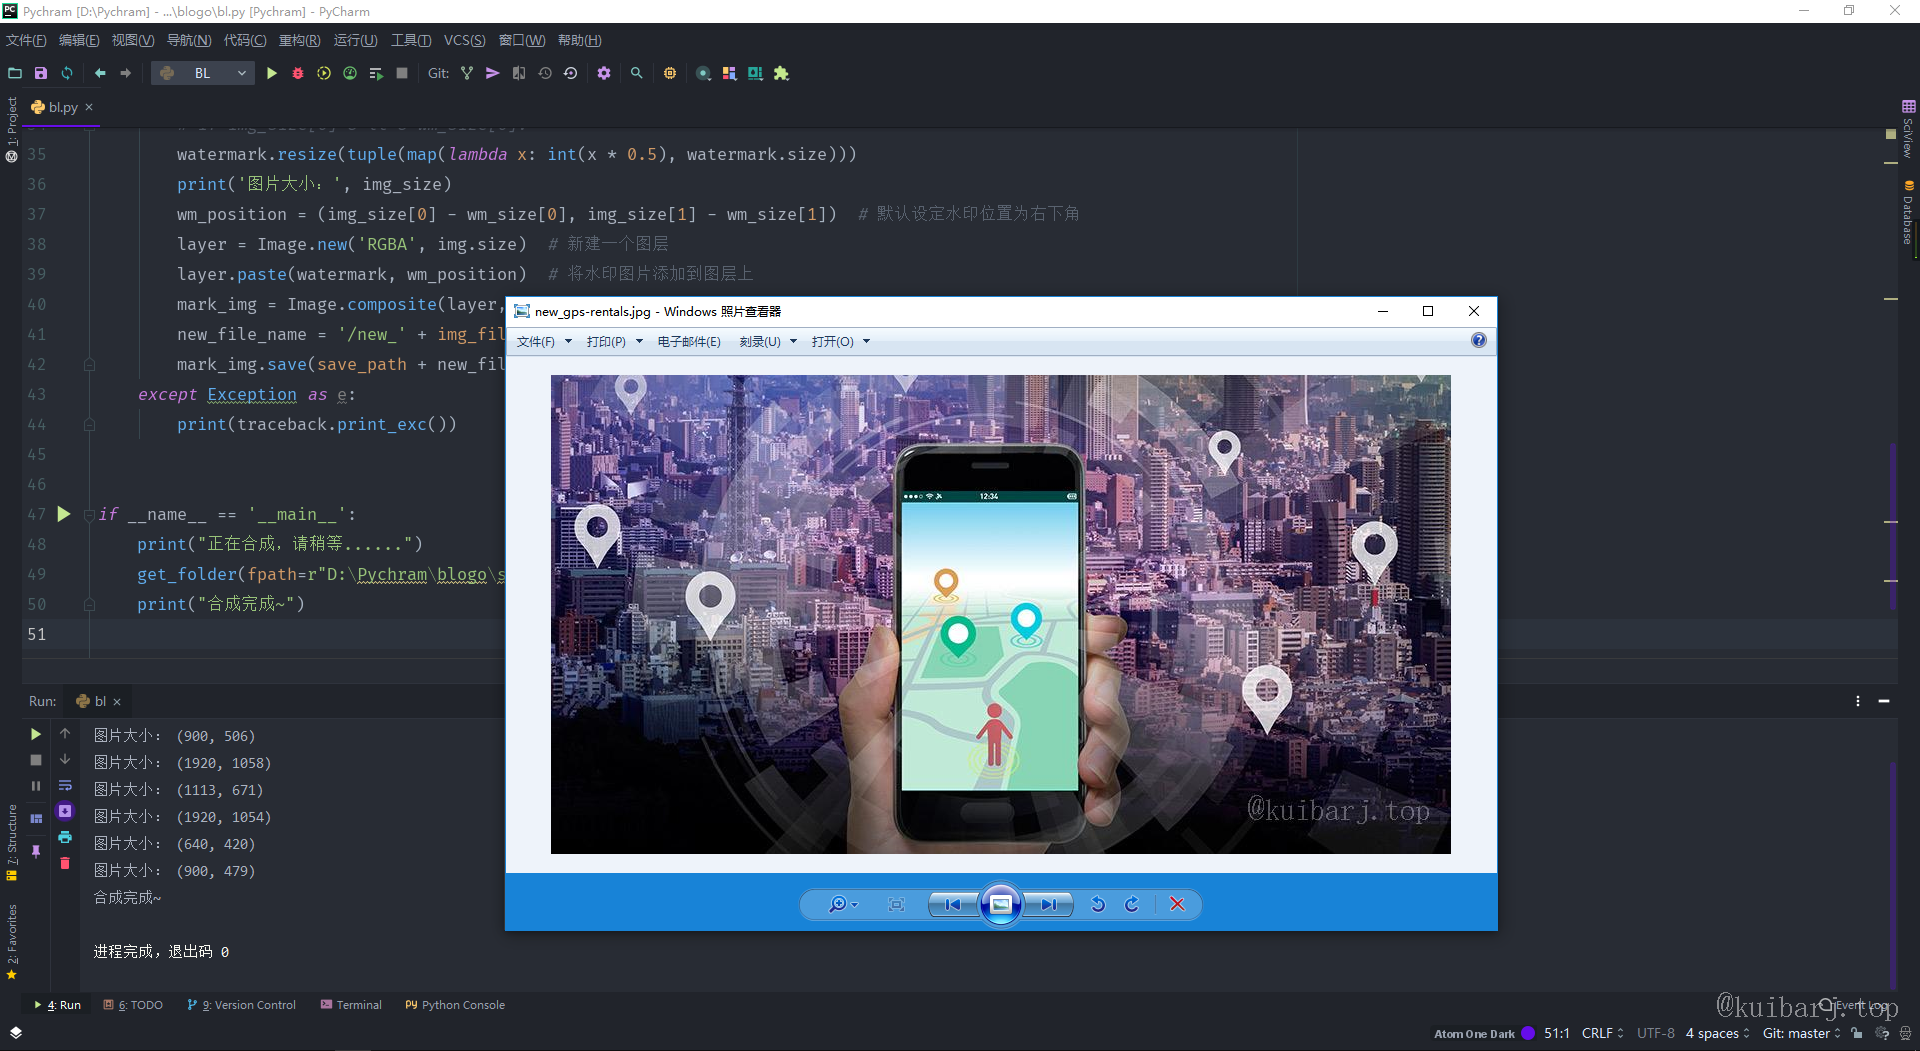 Pychram [D:\Pychram] - ...\blogo\bl.py [Pychram] - PyCharm
文件(F) 编辑(E) 视图(V) 导航(N) 代码(C) 重构(R) 运行(U) 工具(T) VCS(S) 窗口(W) 帮助(H)
BL Git:
1: Project
bl.py
SciView
Database
35 watermark.resize(tuple(map(lambda x: int(x * 0.5), watermark.size)))
36 print('图片大小: ', img_size)
37 wm_position = (img_size[0] - wm_size[0], img_size[1] - wm_size[1]) # 默认设定水印位置为右下角
38 layer = Image.new('RGBA', img.size) # 新建一个图层
39 layer.paste(watermark, wm_position) # 将水印图片添加到图层上
40 mark_img = Image.composite(layer,
41 new_file_name = '/new_' + img_fil
42 mark_img.save(save_path + new_fil
43 except Exception as e:
44 print(traceback.print_exc())
45
46
47 if __name__ == '__main__':
48 print("正在合成，请稍等......")
49 get_folder(fpath=r"D:\Pychram\blogo\s
50 print("合成完成~")
51
new_gps-rentals.jpg - Windows 照片查看器
文件(F) 打印(P) 电子邮件(E) 刻录(U) 打开(O)
12:34
@kuibarj.top
Run: bl
图片大小: (900, 506)
图片大小: (1920, 1058)
图片大小: (1113, 671)
图片大小: (1920, 1054)
图片大小: (640, 420)
图片大小: (900, 479)
合成完成~
进程完成，退出码 0
7: Structure
2: Favorites
4: Run 6: TODO 9: Version Control Terminal Python Console Event Log
@kuibarj.top
Atom One Dark 51:1 CRLF UTF-8 4 spaces Git: master